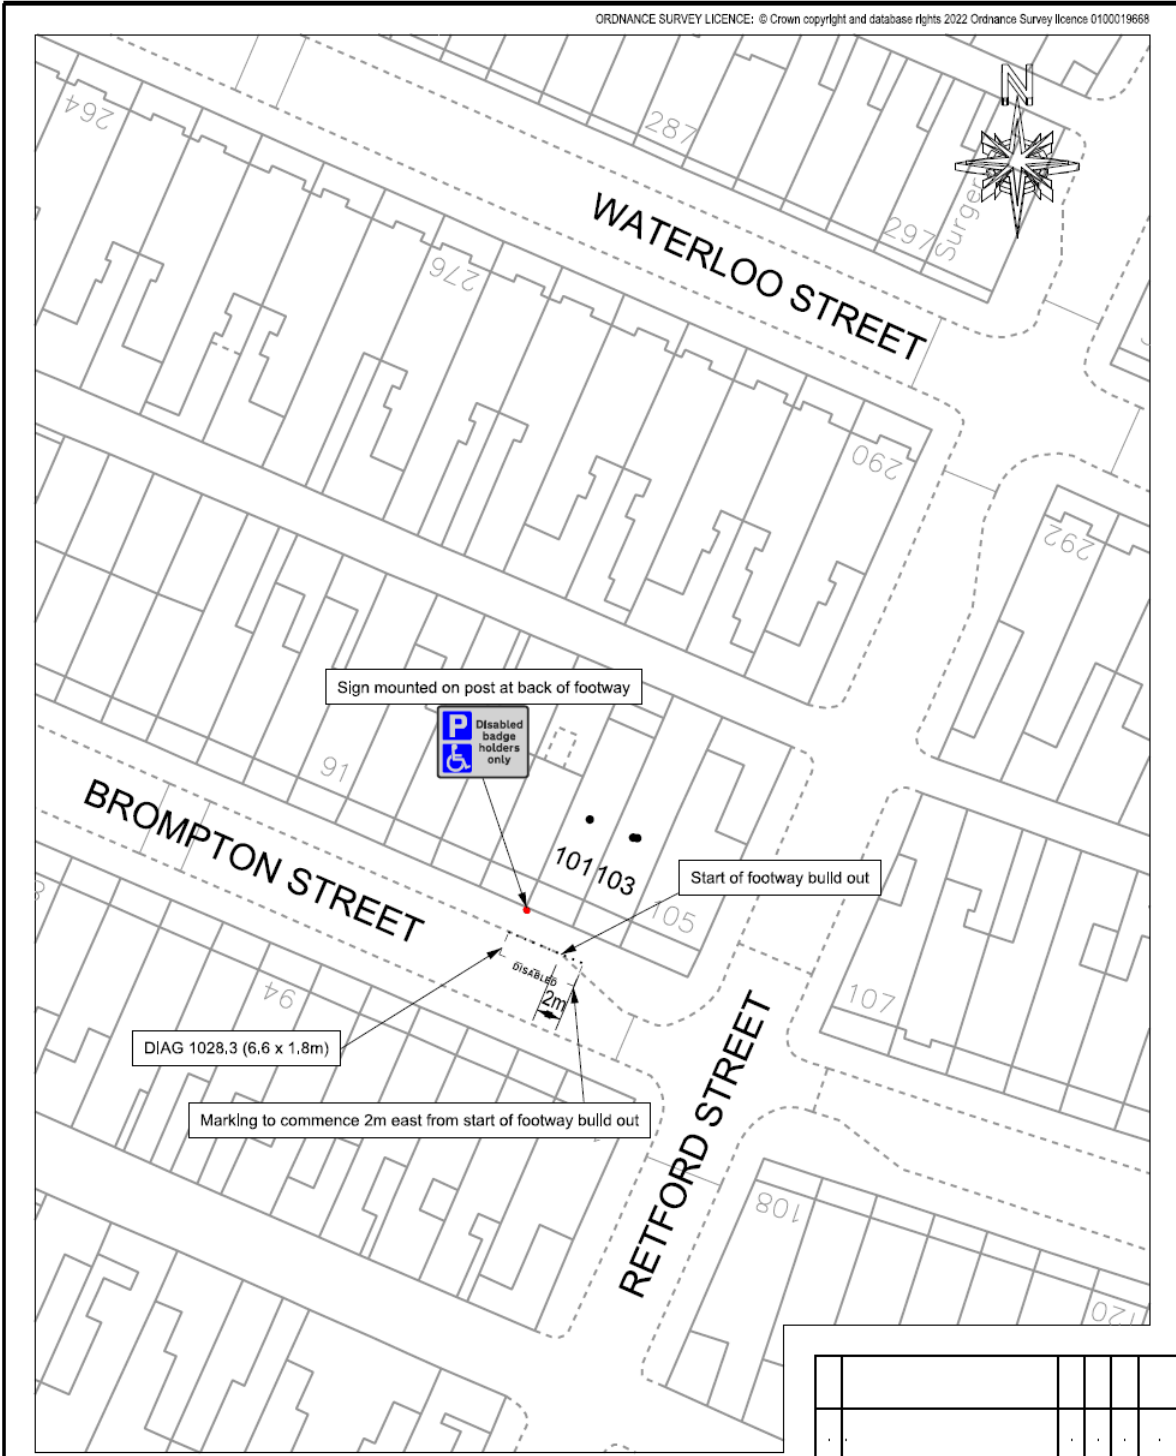 ORDNANCE SURVEY LICENCE: © Crown copyright and database rights 2022 Ordnance Survey licence 0100019668
N
264
287
WATERLOO STREET
297
276
290
292
Sign mounted on post at back of footway
P
Disabled
badge
holders
only
91
BROMPTON STREET
101
103
Start of footway build out
105
DISABLED
2m
94
107
DIAG 1028.3 (6.6 x 1.8m)
RETFORD STREET
Marking to commence 2m east from start of footway build out
108
120